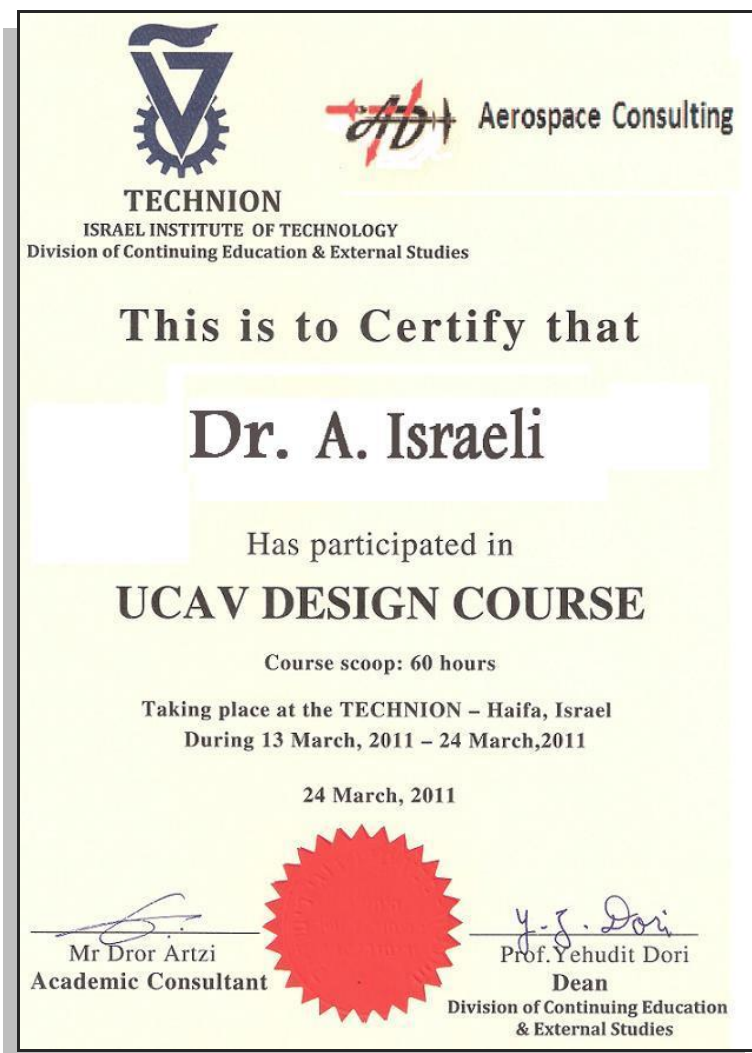 TECHNION
ISRAEL INSTITUTE OF TECHNOLOGY
Division of Continuing Education & External Studies
AD Aerospace Consulting
This is to Certify that
Dr. A. Israeli
Has participated in
UCAV DESIGN COURSE
Course scoop: 60 hours
Taking place at the TECHNION – Haifa, Israel
During 13 March, 2011 – 24 March,2011
24 March, 2011
Mr Dror Artzi
Academic Consultant
Y. J. Dori
Prof.Yehudit Dori
Dean
Division of Continuing Education
& External Studies